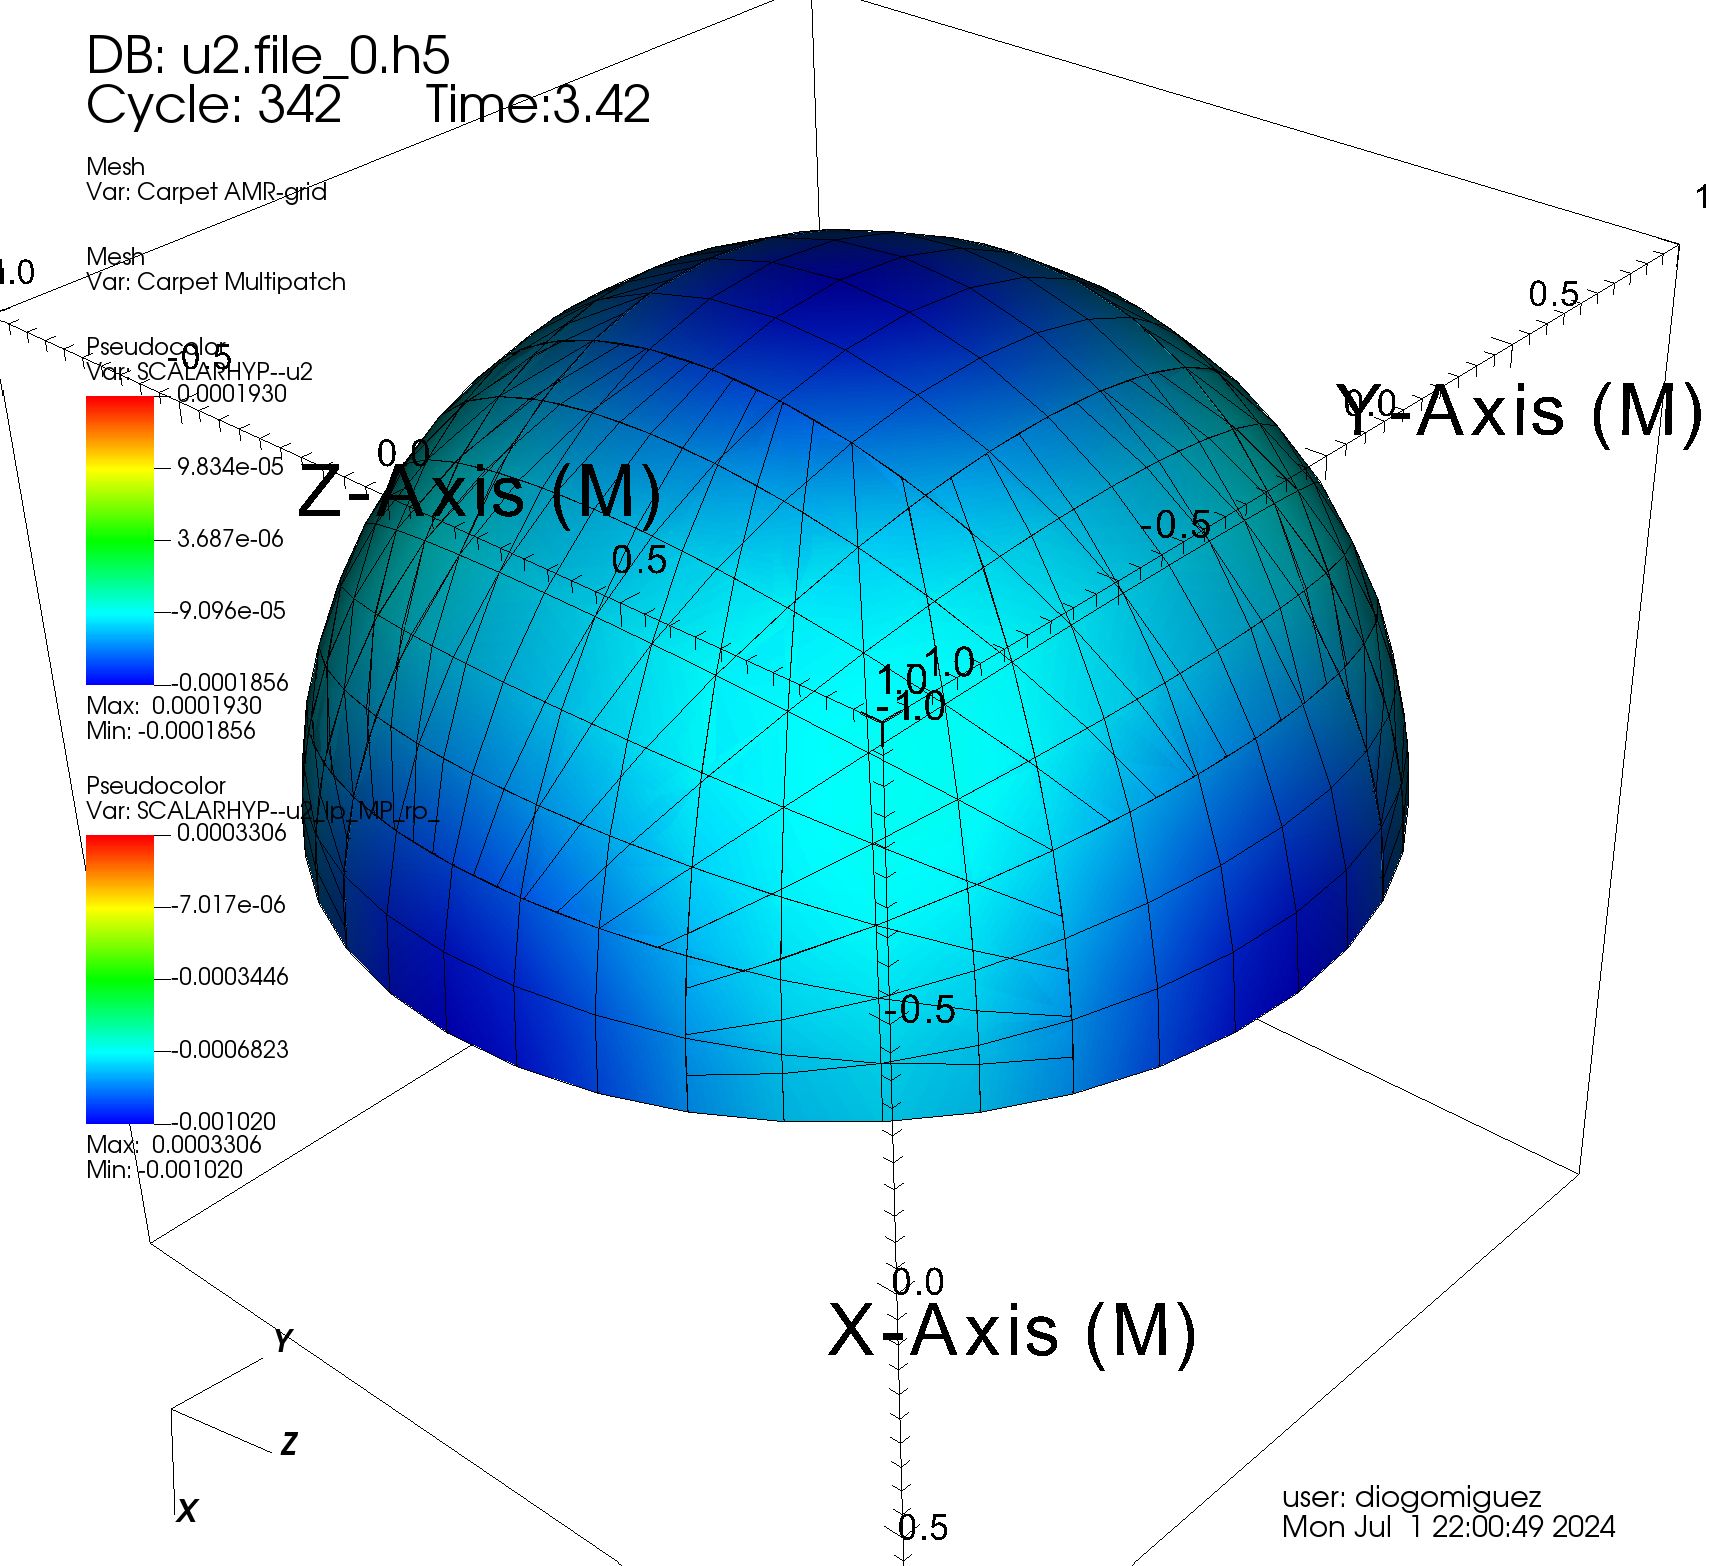 DB: u2.file_0.h5
Cycle: 342 Time:3.42
Mesh
Var: Carpet AMR-grid
Mesh
Var: Carpet Multipatch
Pseudocolor
Var: SCALARHYP--u2
0.0001930
9.834e-05
3.687e-06
-9.096e-05
-0.0001856
Max: 0.0001930
Min: -0.0001856
Pseudocolor
Var: SCALARHYP--u2_lp_MP_rp_
0.0003306
-7.017e-06
-0.0003446
-0.0006823
-0.001020
Max: 0.0003306
Min: -0.001020
1.0
-0.5
0.0
Z-Axis (M)
0.5
1.0
1
0.5
0.0
Y-Axis (M)
-0.5
-1.0
-1.0
-0.5
0.0
X-Axis (M)
0.5
Y
Z
X
user: diogomiguez
Mon Jul 1 22:00:49 2024